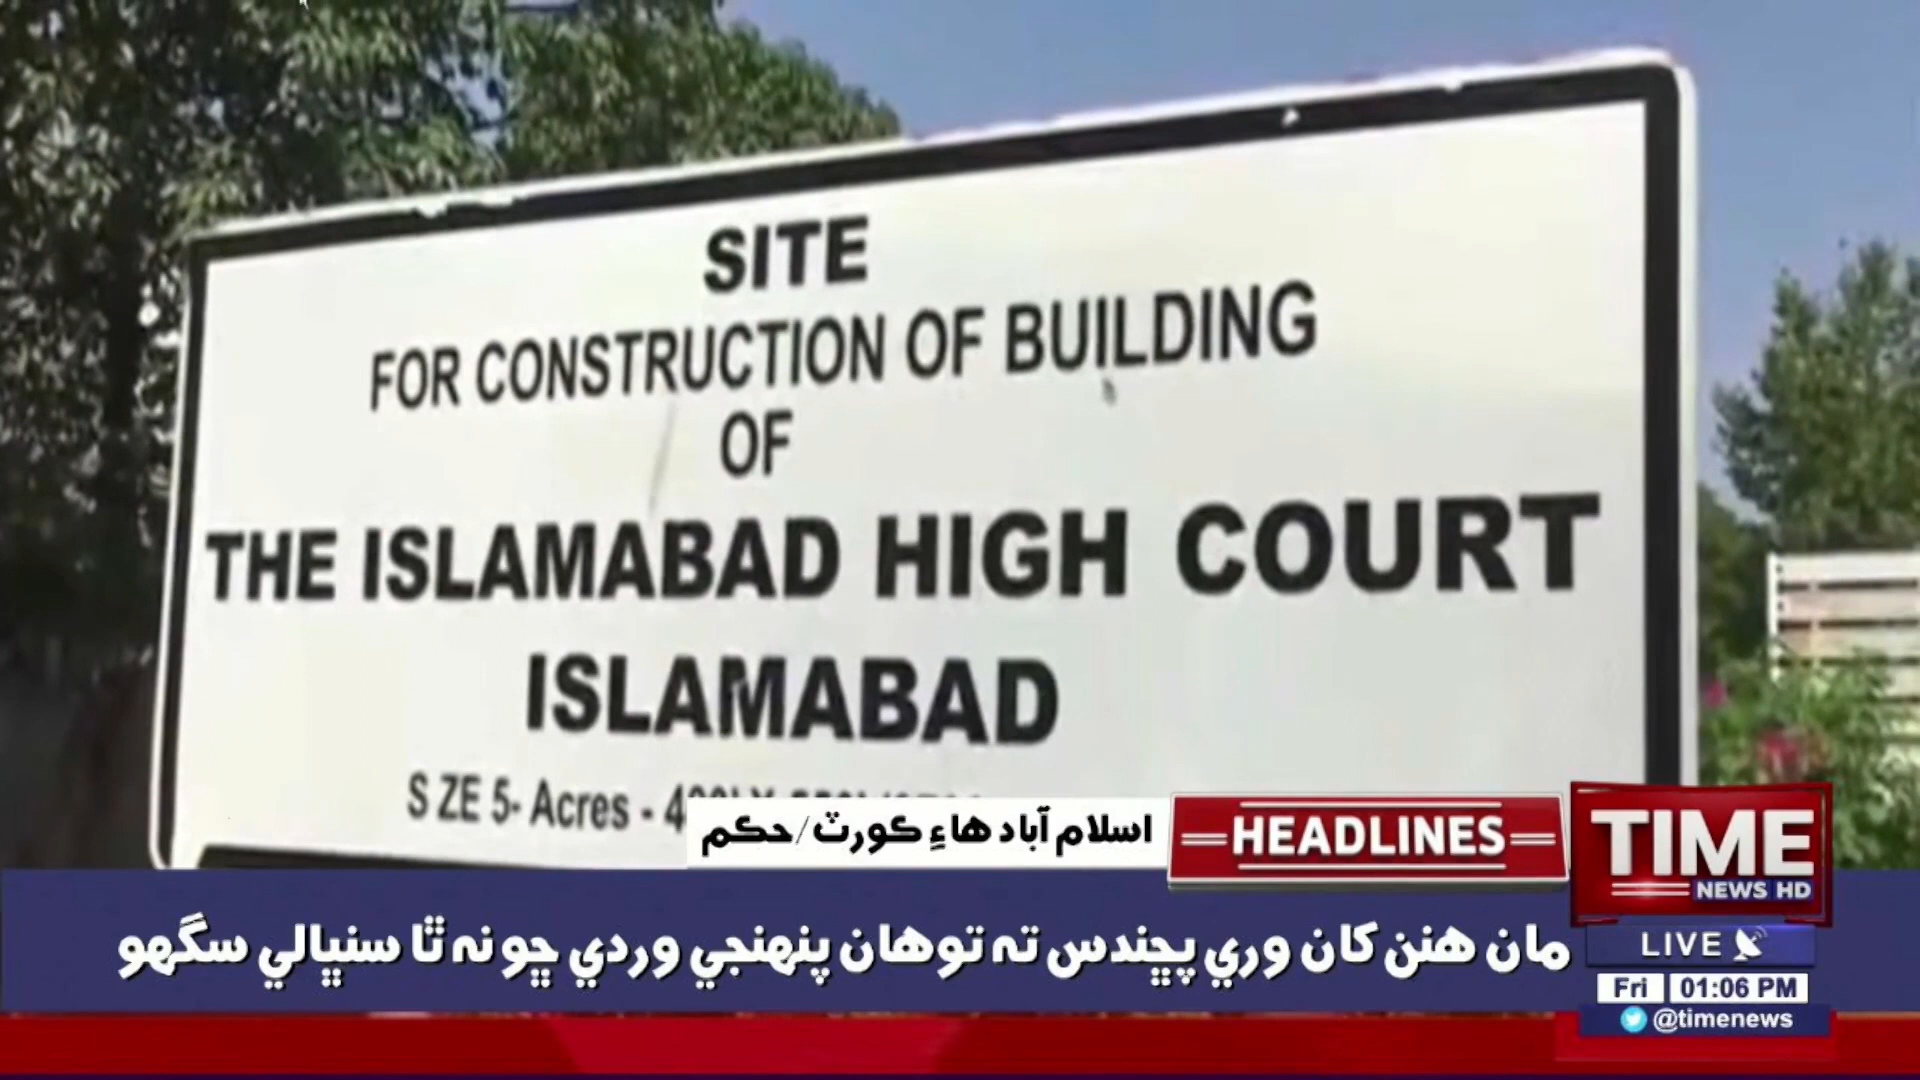 SITE
FOR CONSTRUCTION OF BUILDING
OF
THE ISLAMABAD HIGH COURT
ISLAMABAD
S ZE 5- Acres -
اسلام آباد هاءِ ڪورٽ/حڪم
HEADLINES
TIME
NEWS HD
مان هنن کان وري پڇندس ته توهان پنهنجي وردي ڇو نه ٿا سنڀالي سگهو
LIVE
Fri 01:06 PM
@timenews